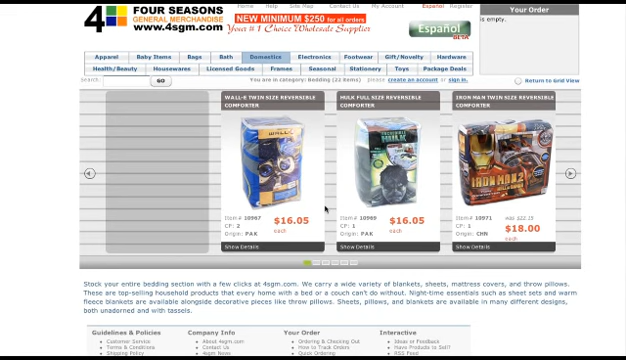 Home Help Site Map Contact Us My Account Español Register
Your Order
is empty.
4 FOUR SEASONS
GENERAL MERCHANDISE
www.4sgm.com
NEW MINIMUM $250 for all orders
Your #1 Choice Wholesale Supplier
Español
BETA
Apparel Baby Items Bags Bath Domestics Electronics Footwear Gift/Novelty Hardware
Health/Beauty Housewares Licensed Goods Frames Seasonal Stationery Toys Package Deals
Search: GO You are in category: Bedding (22 items) please create an account or sign in. Return to Grid View
WALL-E TWIN SIZE REVERSIBLE COMFORTER
Item# 10967
CP: 2
Origin: PAK
$16.05
each
Show Details
HULK FULL SIZE REVERSIBLE COMFORTER
Item# 10969
CP: 1
Origin: PAK
$16.05
each
Show Details
IRON MAN TWIN SIZE REVERSIBLE COMFORTER
IRON MAN 2
Item# 10971
CP: 1
Origin: CHN
was $22.15
$18.00
each
Show Details
Stock your entire bedding section with a few clicks at 4sgm.com. We carry a wide variety of blankets, sheets, mattress covers, and throw pillows.
These are top-selling household products that every home with a bed or a couch can't do without. Night-time essentials such as sheet sets and warm
fleece blankets are available alongside decorative pieces like throw pillows. Sheets, pillows, and blankets are available in many different designs,
both unadorned and with tassels.
Guidelines & Policies
Customer Service
Terms & Conditions
Shipping Policy
Company Info
About 4sgm.com
Contact Us
4sgm News
Your Order
Ordering & Checking Out
How to Track Orders
Quick Ordering
Interactive
Ideas or Feedback
Have Products to Sell?
RSS Feed